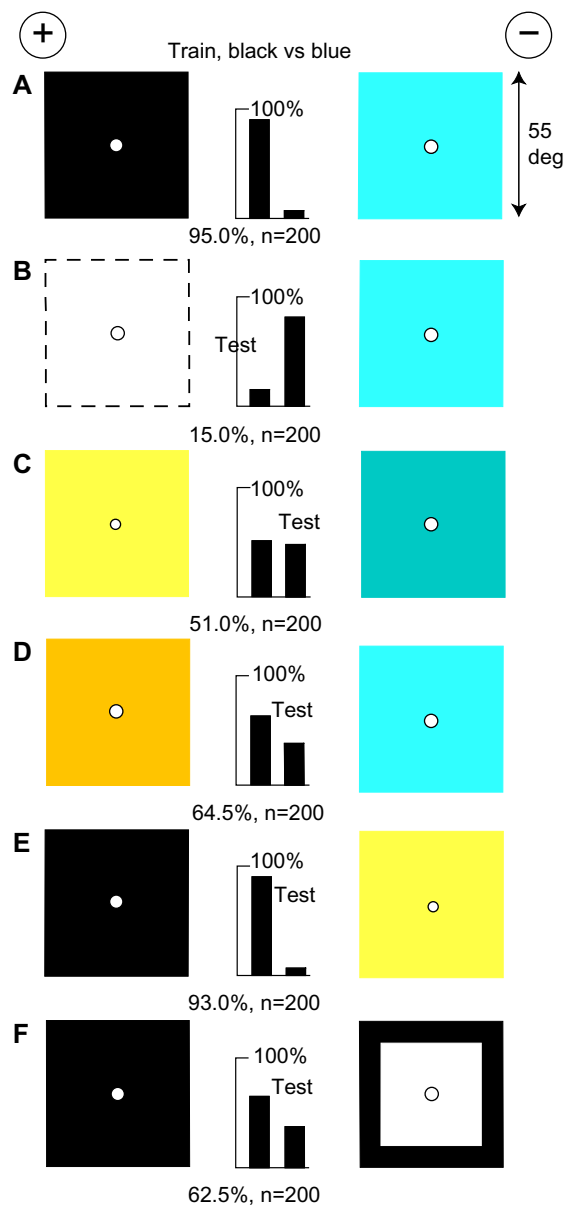 + −
Train, black vs blue
A
100%
55
deg
95.0%, n=200
B
100%
Test
15.0%, n=200
C
100%
Test
51.0%, n=200
D
100%
Test
64.5%, n=200
E
100%
Test
93.0%, n=200
F
100%
Test
62.5%, n=200